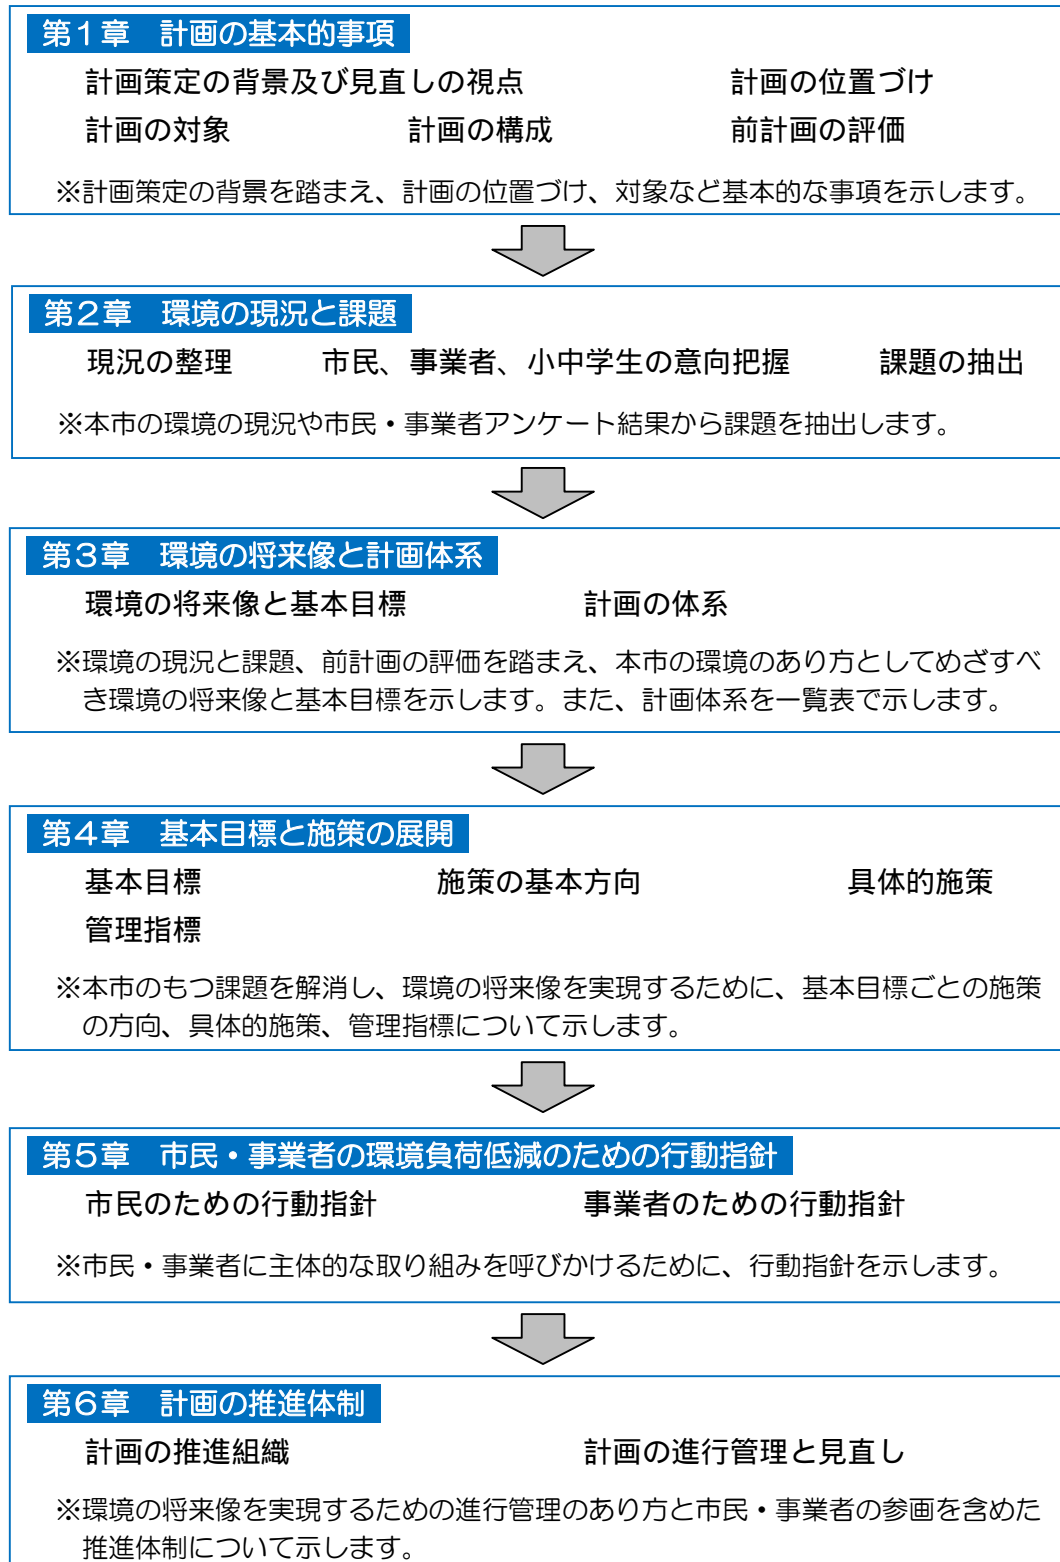 第１章　計画の基本的事項
計画策定の背景及び見直しの視点　計画の位置づけ
計画の対象　計画の構成　前計画の評価
※計画策定の背景を踏まえ、計画の位置づけ、対象など基本的な事項を示します。
第２章　環境の現況と課題
現況の整理　市民、事業者、小中学生の意向把握　課題の抽出
※本市の環境の現況や市民・事業者アンケート結果から課題を抽出します。
第３章　環境の将来像と計画体系
環境の将来像と基本目標　計画の体系
※環境の現況と課題、前計画の評価を踏まえ、本市の環境のあり方としてめざすべ
き環境の将来像と基本目標を示します。また、計画体系を一覧表で示します。
第４章　基本目標と施策の展開
基本目標　施策の基本方向　具体的施策
管理指標
※本市のもつ課題を解消し、環境の将来像を実現するために、基本目標ごとの施策
の方向、具体的施策、管理指標について示します。
第５章　市民・事業者の環境負荷低減のための行動指針
市民のための行動指針　事業者のための行動指針
※市民・事業者に主体的な取り組みを呼びかけるために、行動指針を示します。
第６章　計画の推進体制
計画の推進組織　計画の進行管理と見直し
※環境の将来像を実現するための進行管理のあり方と市民・事業者の参画を含めた
推進体制について示します。